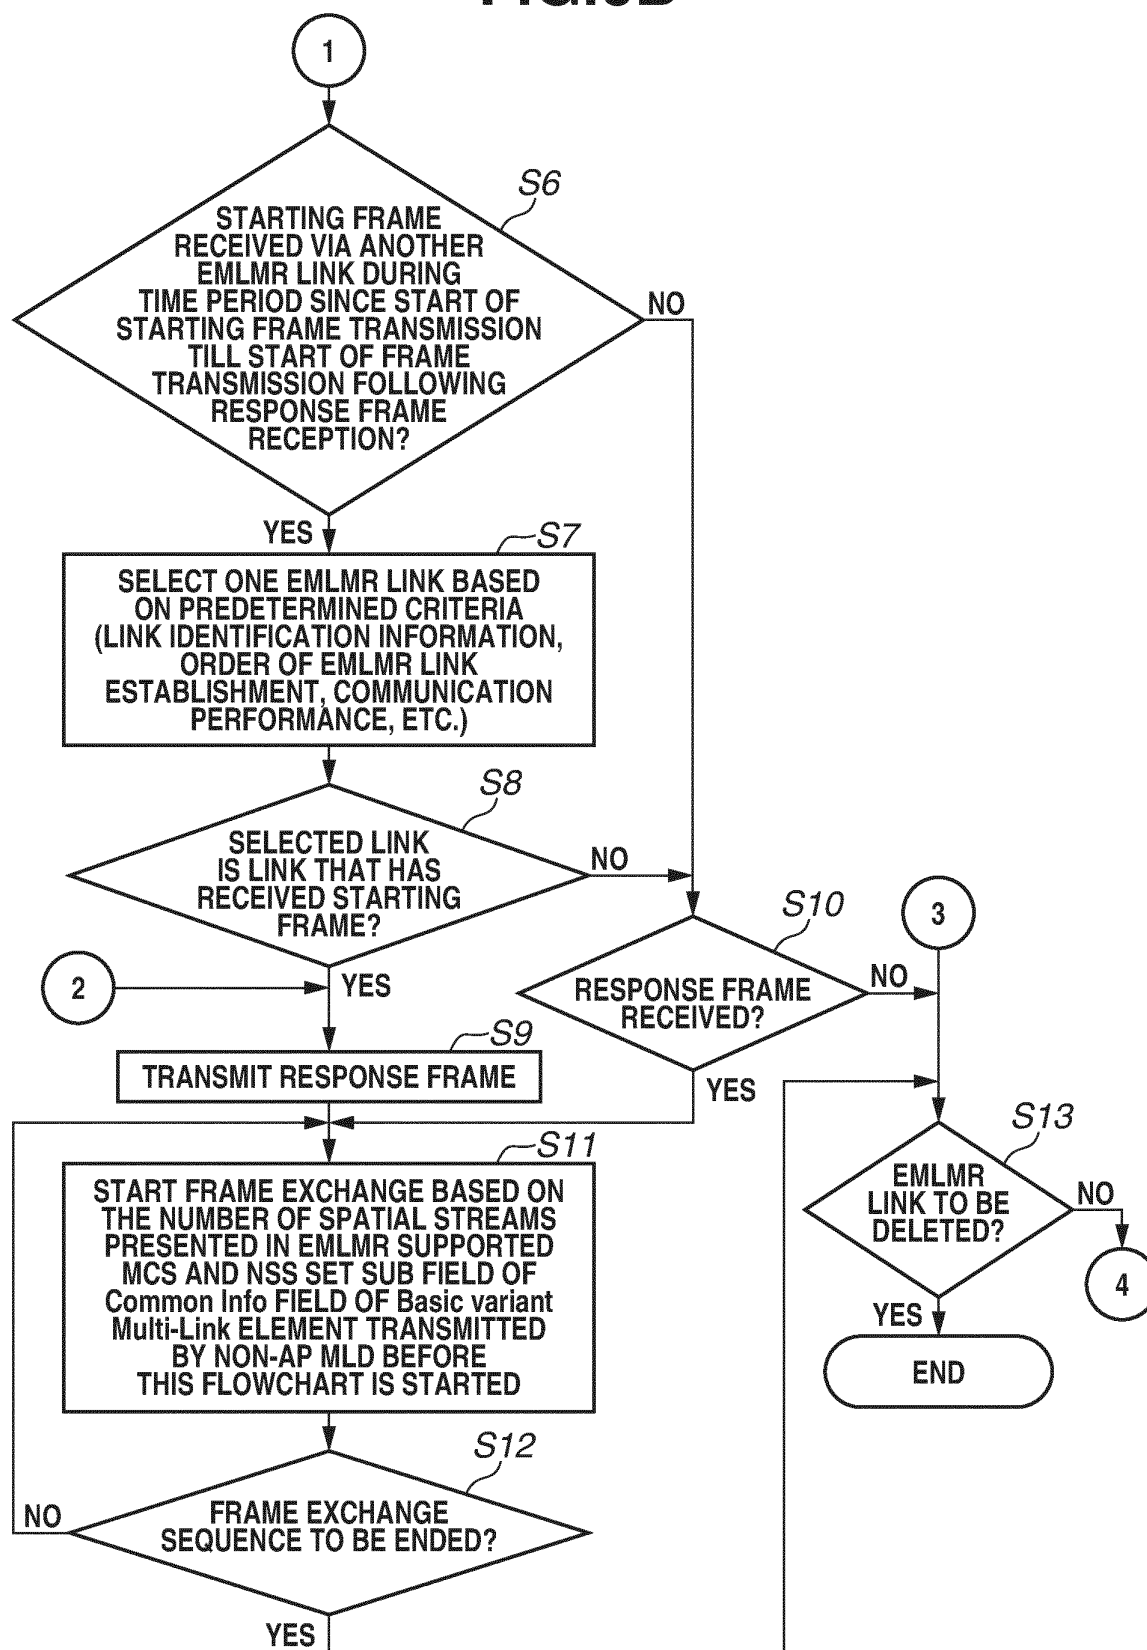 1
S6
STARTING FRAME
RECEIVED VIA ANOTHER
EMLMR LINK DURING
TIME PERIOD SINCE START OF
STARTING FRAME TRANSMISSION
TILL START OF FRAME
TRANSMISSION FOLLOWING
RESPONSE FRAME
RECEPTION?
NO
YES
S7
SELECT ONE EMLMR LINK BASED
ON PREDETERMINED CRITERIA
(LINK IDENTIFICATION INFORMATION,
ORDER OF EMLMR LINK
ESTABLISHMENT, COMMUNICATION
PERFORMANCE, ETC.)
S8
SELECTED LINK
IS LINK THAT HAS
RECEIVED STARTING
FRAME?
NO
YES
2
S9
TRANSMIT RESPONSE FRAME
S10
RESPONSE FRAME
RECEIVED?
NO
YES
3
S11
START FRAME EXCHANGE BASED ON
THE NUMBER OF SPATIAL STREAMS
PRESENTED IN EMLMR SUPPORTED
MCS AND NSS SET SUB FIELD OF
Common Info FIELD OF Basic variant
Multi-Link ELEMENT TRANSMITTED
BY NON-AP MLD BEFORE
THIS FLOWCHART IS STARTED
S12
FRAME EXCHANGE
SEQUENCE TO BE ENDED?
NO
YES
S13
EMLMR
LINK TO BE
DELETED?
NO
4
YES
END